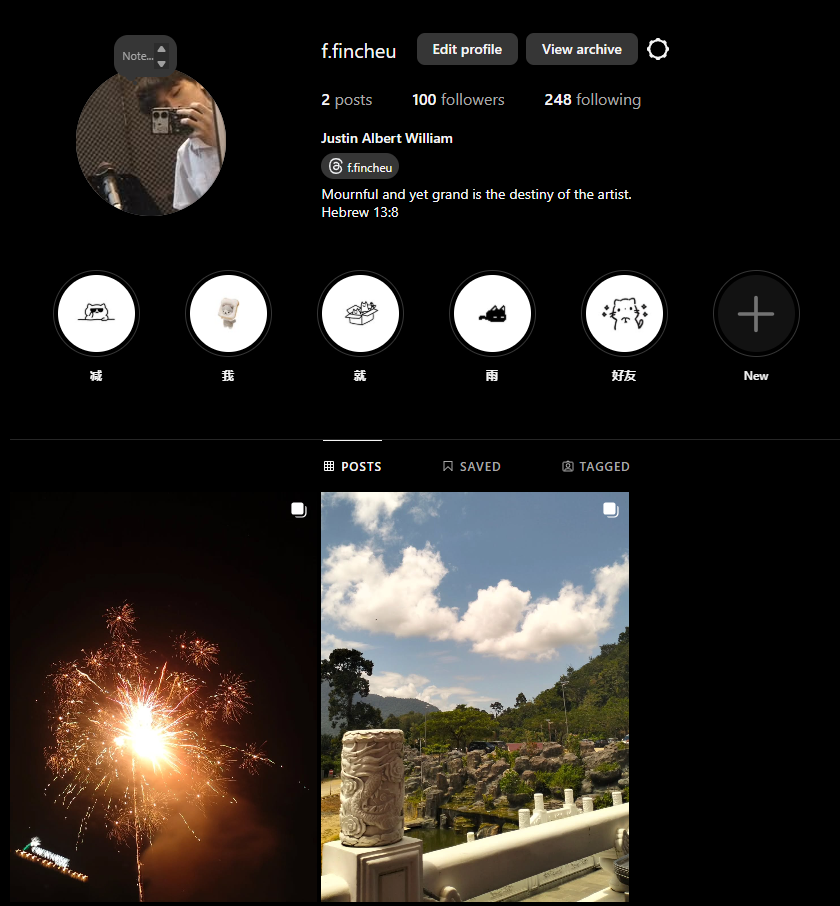 Note...
f.fincheu
Edit profile
View archive
2 posts
100 followers
248 following
Justin Albert William
f.fincheu
Mournful and yet grand is the destiny of the artist.
Hebrew 13:8
减
我
就
雨
好友
New
POSTS
SAVED
TAGGED